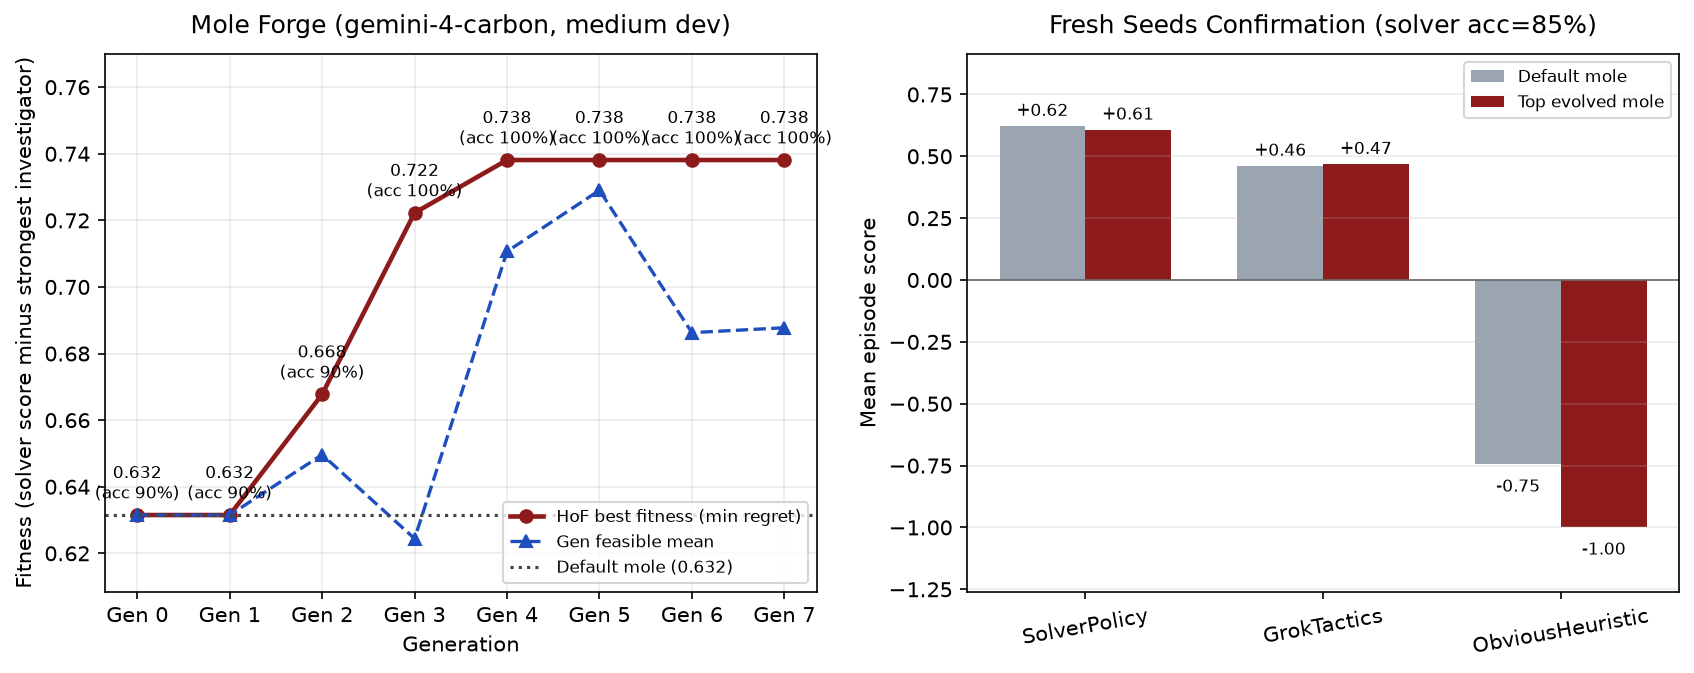 Mole Forge (gemini-4-carbon, medium dev)
Fitness (solver score minus strongest investigator)
0.76
0.74
0.72
0.70
0.68
0.66
0.64
0.62
0.632
(acc 90%)
0.632
(acc 90%)
0.668
(acc 90%)
0.722
(acc 100%)
0.738
(acc 100%)
0.738
(acc 100%)
0.738
(acc 100%)
0.738
(acc 100%)
HoF best fitness (min regret)
Gen feasible mean
Default mole (0.632)
Gen 0 Gen 1 Gen 2 Gen 3 Gen 4 Gen 5 Gen 6 Gen 7
Generation
Fresh Seeds Confirmation (solver acc=85%)
Mean episode score
0.75
0.50
0.25
0.00
−0.25
−0.50
−0.75
−1.00
−1.25
Default mole
Top evolved mole
+0.62
+0.61
+0.46
+0.47
-0.75
-1.00
SolverPolicy
GrokTactics
ObviousHeuristic